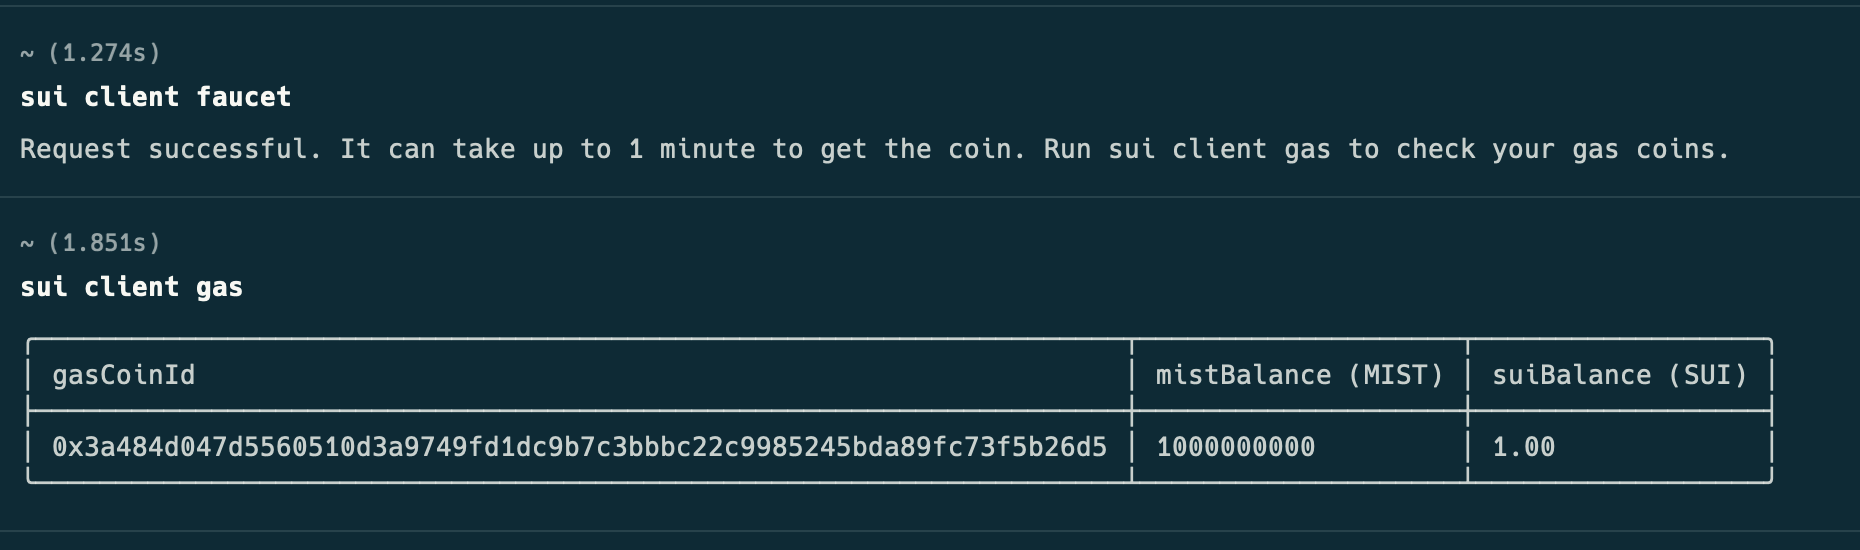 ~ (1.274s)
sui client faucet
Request successful. It can take up to 1 minute to get the coin. Run sui client gas to check your gas coins.
~ (1.851s)
sui client gas
gasCoinId mistBalance (MIST) suiBalance (SUI)
0x3a484d047d5560510d3a9749fd1dc9b7c3bbbc22c9985245bda89fc73f5b26d5 1000000000 1.00